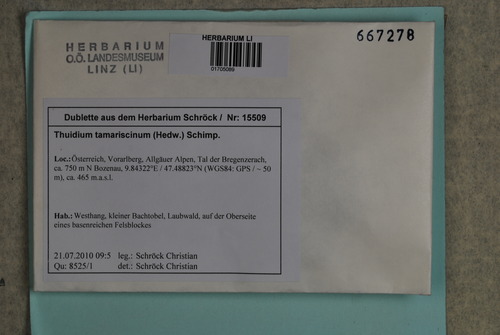 HERBARIUM
O.Ö. LANDESMUSEUM
LINZ (LI)
HERBARIUM LI
01705089
667278
Dublette aus dem Herbarium Schröck / Nr: 15509
Thuidium tamariscinum (Hedw.) Schimp.
Loc.:Österreich, Vorarlberg, Allgäuer Alpen, Tal der Bregenzerach,
ca. 750 m N Bozenau, 9.84322°E / 47.48823°N (WGS84: GPS / ~ 50
m), ca. 465 m.a.s.l.
Hab.: Westhang, kleiner Bachtobel, Laubwald, auf der Oberseite
eines basenreichen Felsblockes
21.07.2010 09:5 leg.: Schröck Christian
Qu: 8525/1 det.: Schröck Christian